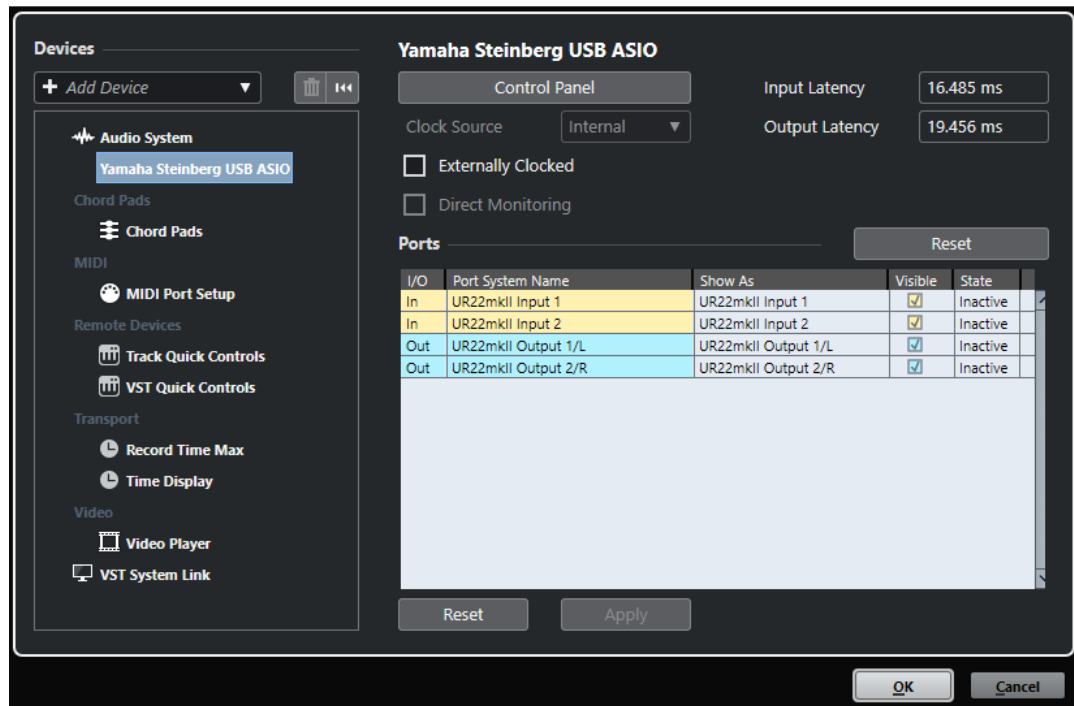 Devices
+ Add Device
Audio System
Yamaha Steinberg USB ASIO
Chord Pads
Chord Pads
MIDI
MIDI Port Setup
Remote Devices
Track Quick Controls
VST Quick Controls
Transport
Record Time Max
Time Display
Video
Video Player
VST System Link
Yamaha Steinberg USB ASIO
Control Panel Input Latency 16.485 ms
Clock Source Internal Output Latency 19.456 ms
Externally Clocked
Direct Monitoring
Ports Reset
I/O Port System Name Show As Visible State
In UR22mkII Input 1 UR22mkII Input 1 Inactive
In UR22mkII Input 2 UR22mkII Input 2 Inactive
Out UR22mkII Output 1/L UR22mkII Output 1/L Inactive
Out UR22mkII Output 2/R UR22mkII Output 2/R Inactive
Reset Apply
OK Cancel